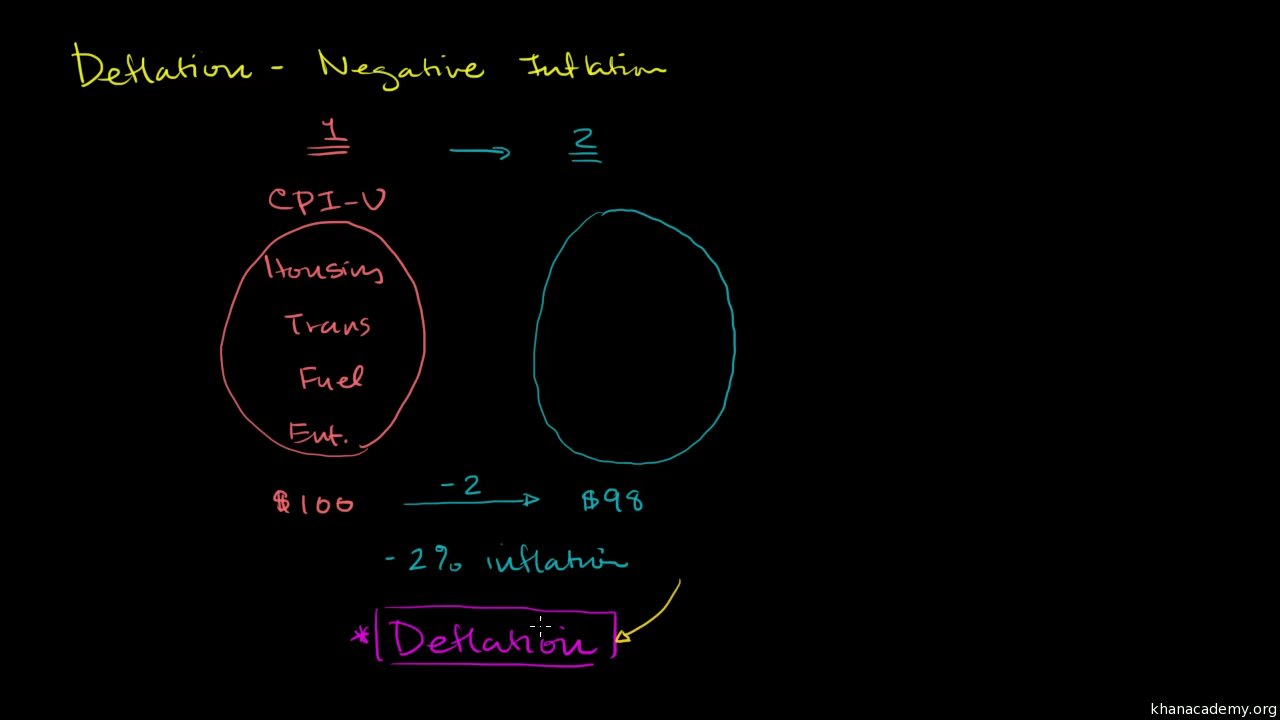 Deflation - Negative Inflation
1 → 2
CPI-U
Housing
Trans
Fuel
Ent.
$100 -2 $98
-2% inflation
* Deflation
khanacademy.org